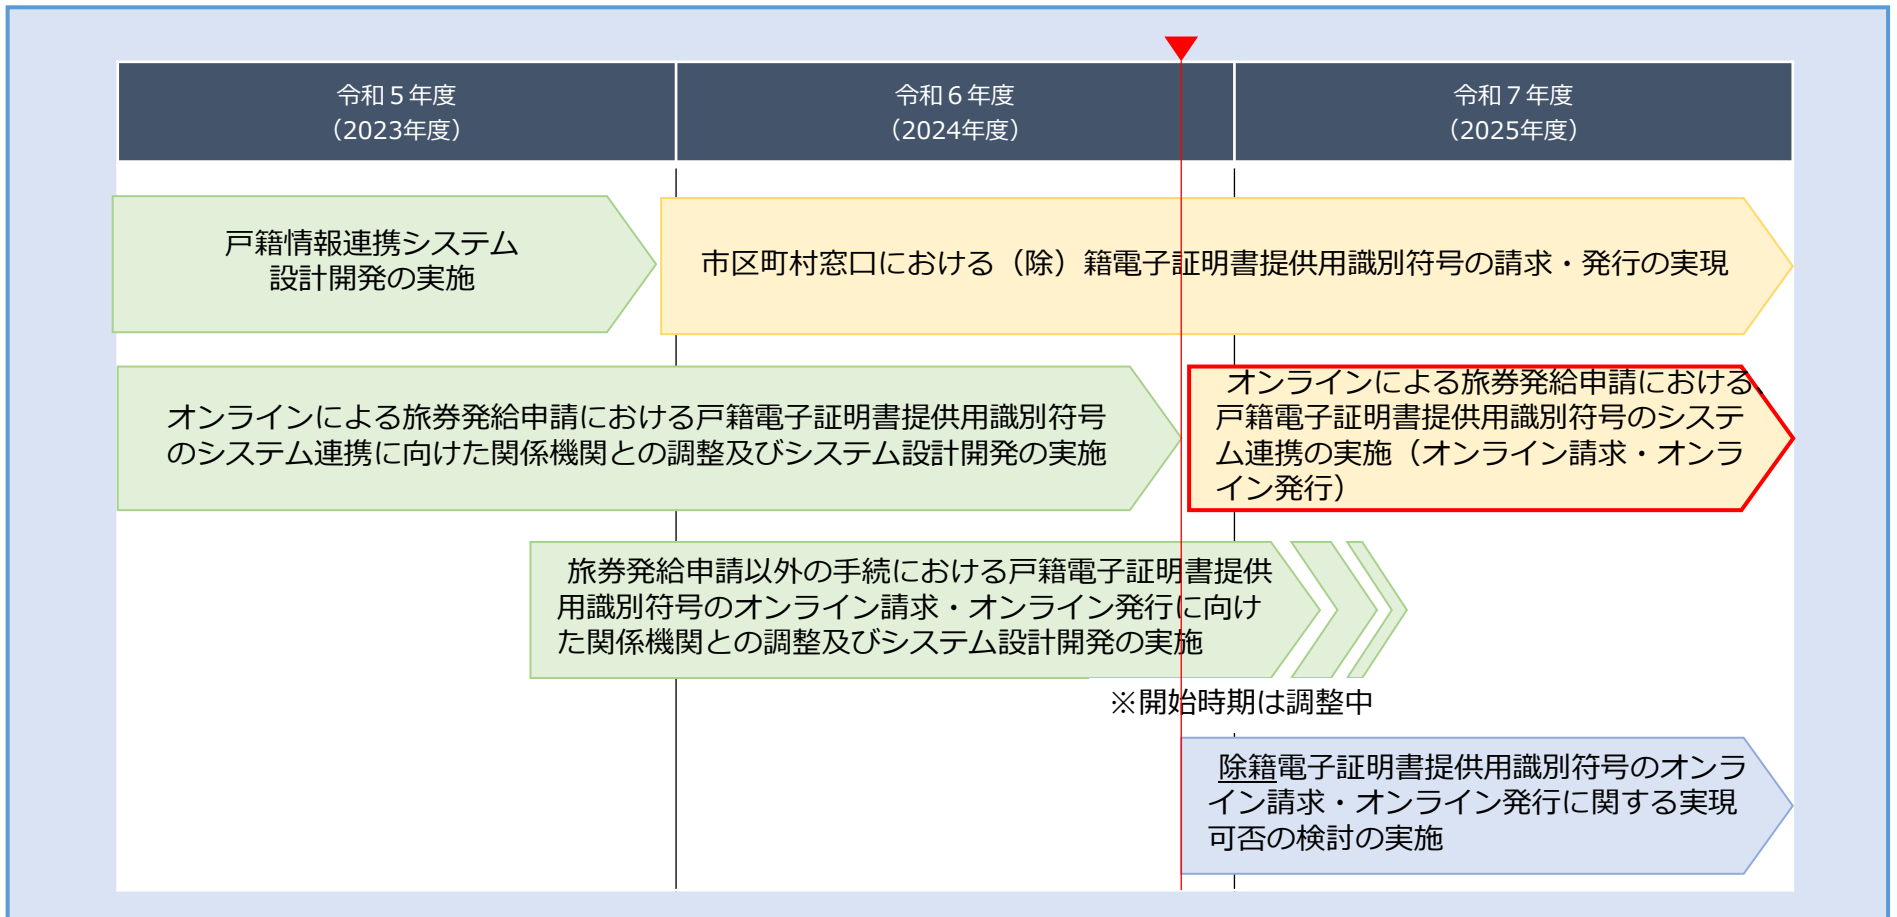 令和５年度
（2023年度）
令和６年度
（2024年度）
令和７年度
（2025年度）
戸籍情報連携システム
設計開発の実施
市区町村窓口における（除）籍電子証明書提供用識別符号の請求・発行の実現
オンラインによる旅券発給申請における戸籍電子証明書提供用識別符号
のシステム連携に向けた関係機関との調整及びシステム設計開発の実施
オンラインによる旅券発給申請における、
戸籍電子証明書提供用識別符号のシステ
ム連携の実施（オンライン請求・オンラ
イン発行）
旅券発給申請以外の手続における戸籍電子証明書提供
用識別符号のオンライン請求・オンライン発行に向け
た関係機関との調整及びシステム設計開発の実施
※開始時期は調整中
除籍電子証明書提供用識別符号のオンラ
イン請求・オンライン発行に関する実現
可否の検討の実施